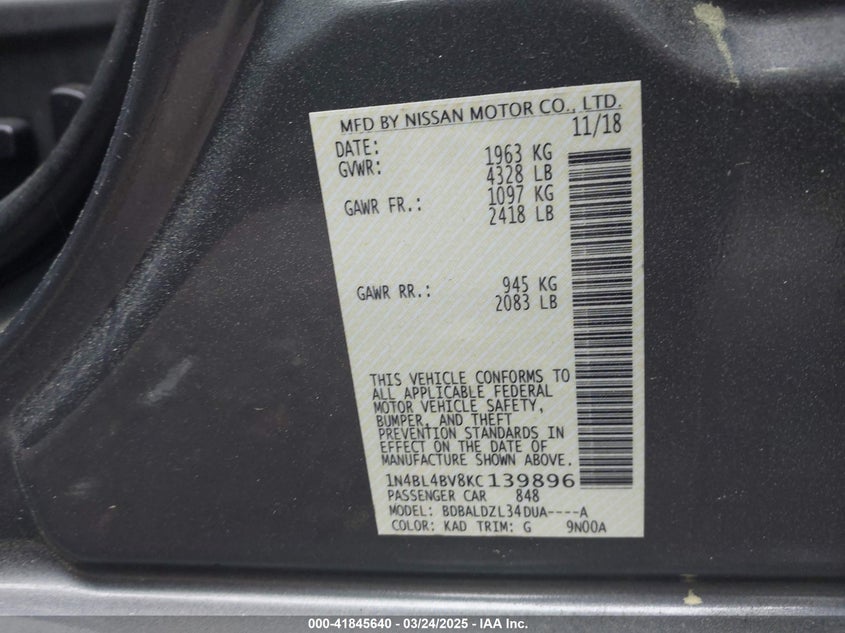 MFD BY NISSAN MOTOR CO., LTD.
DATE: 11/18
GVWR: 1963 KG
4328 LB
GAWR FR.: 1097 KG
2418 LB
GAWR RR.: 945 KG
2083 LB
THIS VEHICLE CONFORMS TO
ALL APPLICABLE FEDERAL
MOTOR VEHICLE SAFETY,
BUMPER, AND THEFT
PREVENTION STANDARDS IN
EFFECT ON THE DATE OF
MANUFACTURE SHOWN ABOVE.
1N4BL4BV8KC139896
PASSENGER CAR 848
MODEL: BDBALDZL34DUA----A
COLOR: KAD TRIM: G 9N00A
000-41845640 - 03/24/2025 - IAA Inc.